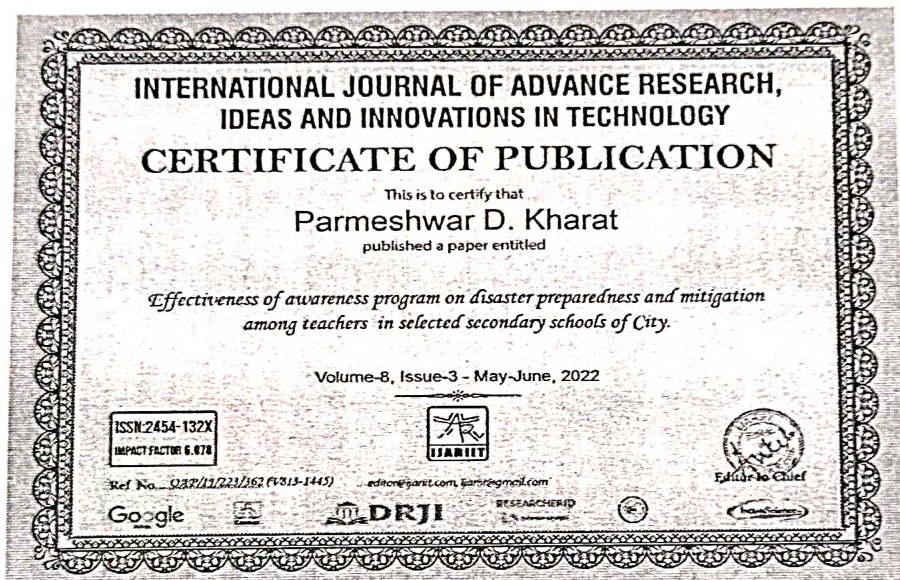 INTERNATIONAL JOURNAL OF ADVANCE RESEARCH,
IDEAS AND INNOVATIONS IN TECHNOLOGY
CERTIFICATE OF PUBLICATION
This is to certify that
Parmeshwar D. Kharat
published a paper entitled
Effectiveness of awareness program on disaster preparedness and mitigation
among teachers in selected secondary schools of City.
Volume-8, Issue-3 - May-June, 2022
ISSN:2454-132X
IMPACT FACTOR 6.078
IJARIIT
Ref No.
Editor In Chief
Google
DRJI
RESEARCHERID